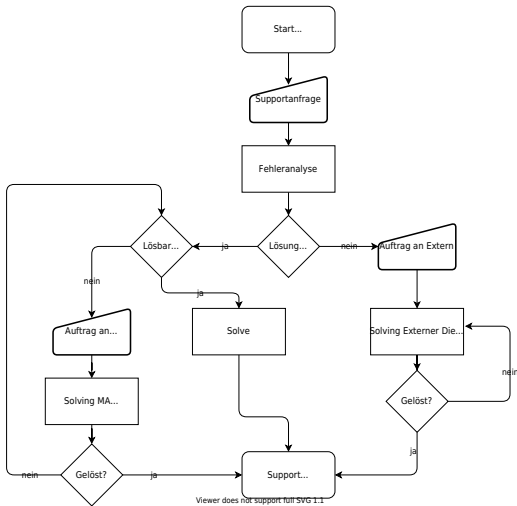 Start...
Supportanfrage
Fehleranalyse
Lösbar...
ja
Lösung...
nein
Auftrag an Extern
nein
ja
Auftrag an...
Solve
Solving Externer Die...
nein
Solving MA...
Gelöst?
ja
nein
Gelöst?
ja
Support...
Viewer does not support full SVG 1.1